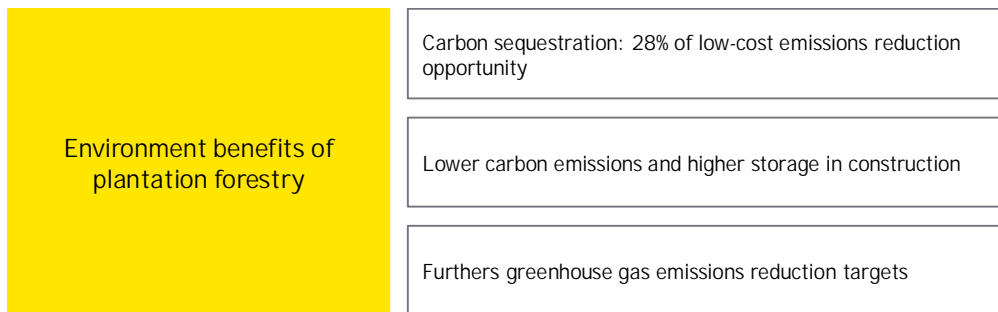 Environment benefits of
plantation forestry
Carbon sequestration: 28% of low-cost emissions reduction
opportunity
Lower carbon emissions and higher storage in construction
Furthers greenhouse gas emissions reduction targets